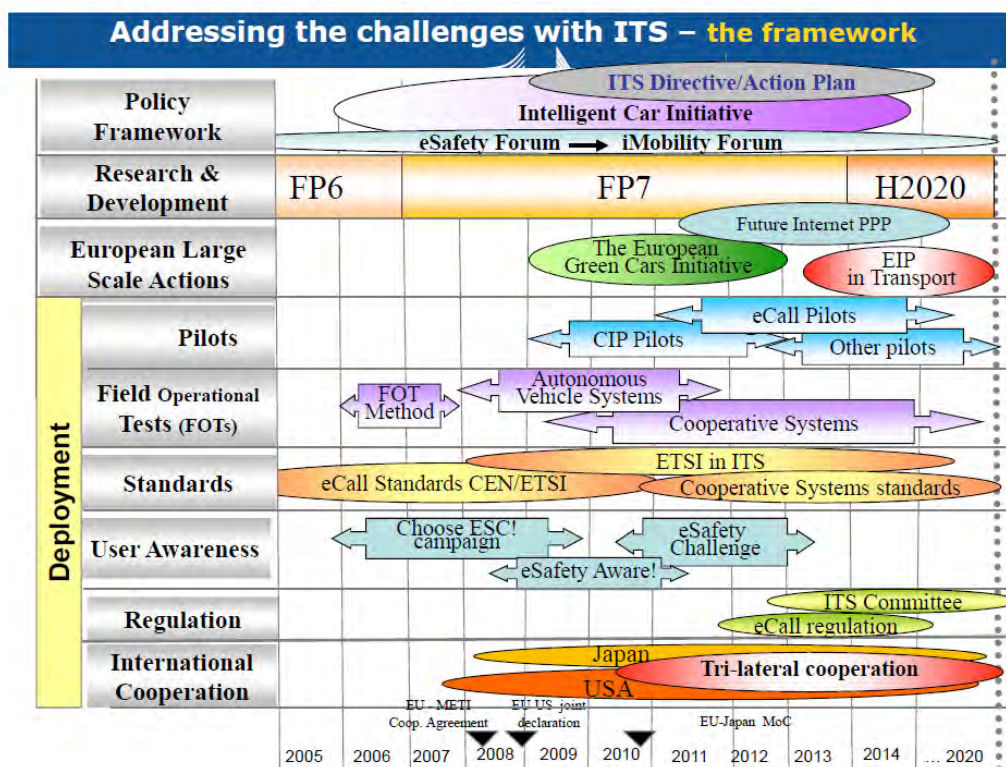 Addressing the challenges with ITS – the framework
Policy
Framework
ITS Directive/Action Plan
Intelligent Car Initiative
eSafety Forum → iMobility Forum
Research &
Development
FP6
FP7
H2020
European Large
Scale Actions
Future Internet PPP
The European
Green Cars Initiative
EIP
in Transport
Deployment
Pilots
eCall Pilots
CIP Pilots
Other pilots
Field Operational
Tests (FOTs)
FOT
Method
Autonomous
Vehicle Systems
Cooperative Systems
Standards
ETSI in ITS
eCall Standards CEN/ETSI
Cooperative Systems standards
User Awareness
Choose ESC!
campaign
eSafety
Challenge
eSafety Aware!
Regulation
ITS Committee
eCall regulation
International
Cooperation
Japan
Tri-lateral cooperation
USA
EU - METI
Coop. Agreement
EU US joint
declaration
EU-Japan MoC
2005 2006 2007 2008 2009 2010 2011 2012 2013 2014 ... 2020